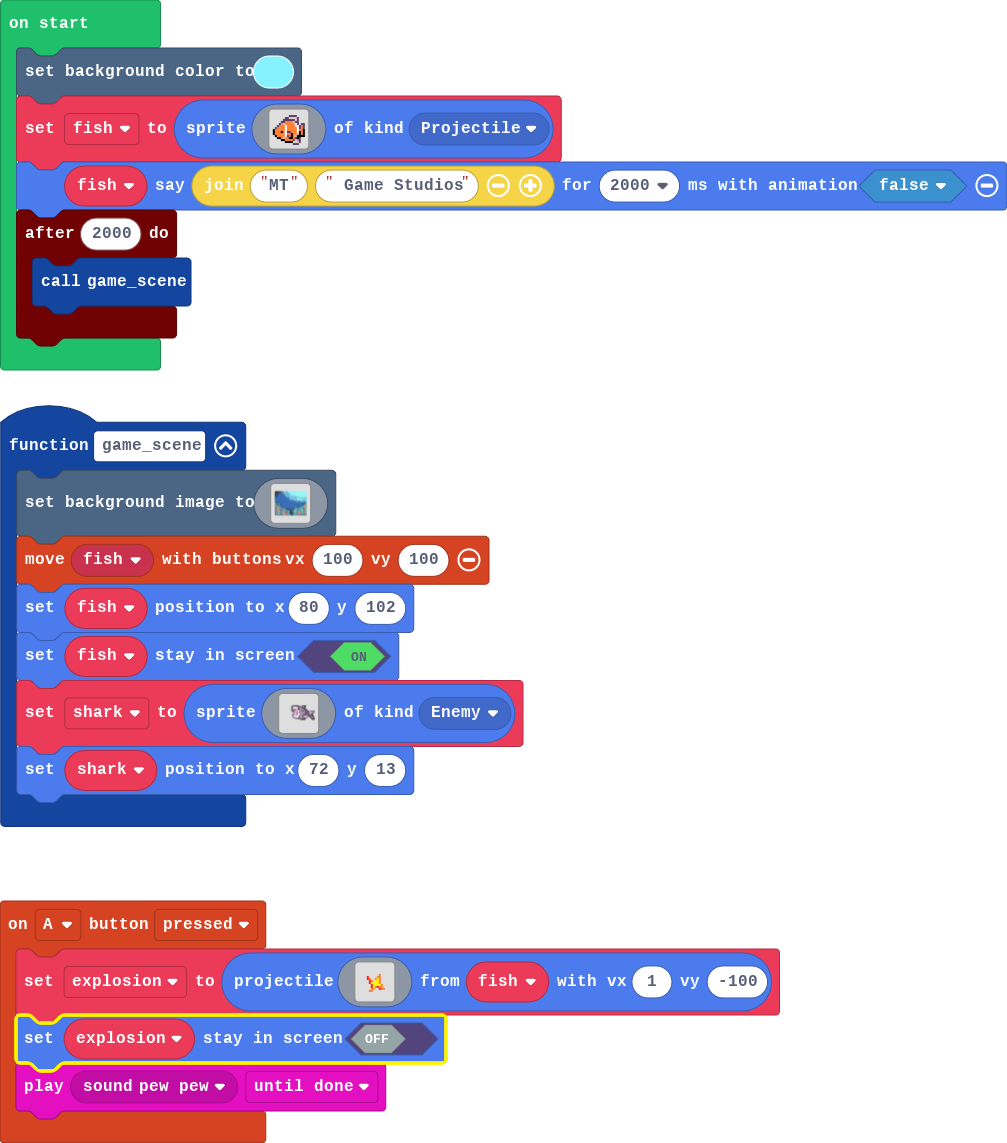 on start
set background color to
set fish to sprite of kind Projectile
fish say join "MT" " Game Studios" for 2000 ms with animation false
after 2000 do
call game_scene
function game_scene
set background image to
move fish with buttons vx 100 vy 100
set fish position to x 80 y 102
set fish stay in screen ON
set shark to sprite of kind Enemy
set shark position to x 72 y 13
on A button pressed
set explosion to projectile from fish with vx 1 vy -100
set explosion stay in screen OFF
play sound pew pew until done